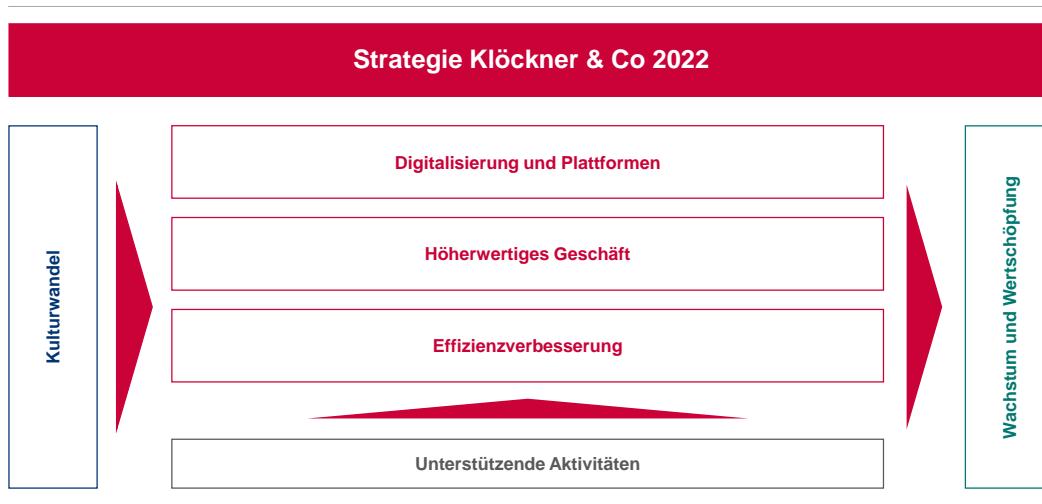 Strategie Klöckner & Co 2022
Kulturwandel
Digitalisierung und Plattformen
Höherwertiges Geschäft
Effizienzverbesserung
Unterstützende Aktivitäten
Wachstum und Wertschöpfung